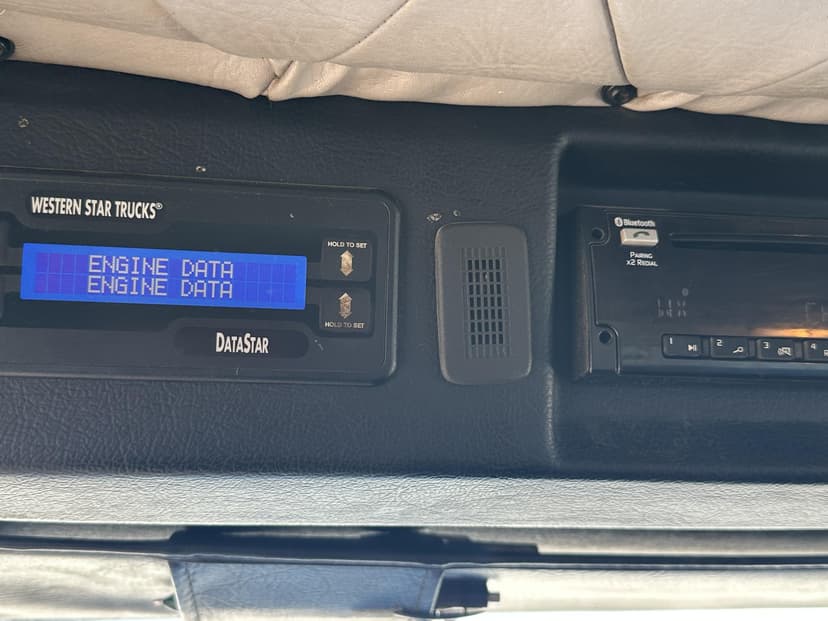 WESTERN STAR TRUCKS®
HOLD TO SET
ENGINE DATA
ENGINE DATA
HOLD TO SET
DATASTAR
Bluetooth
PAIRING
X2 REDIAL
WX
1
2
3
4